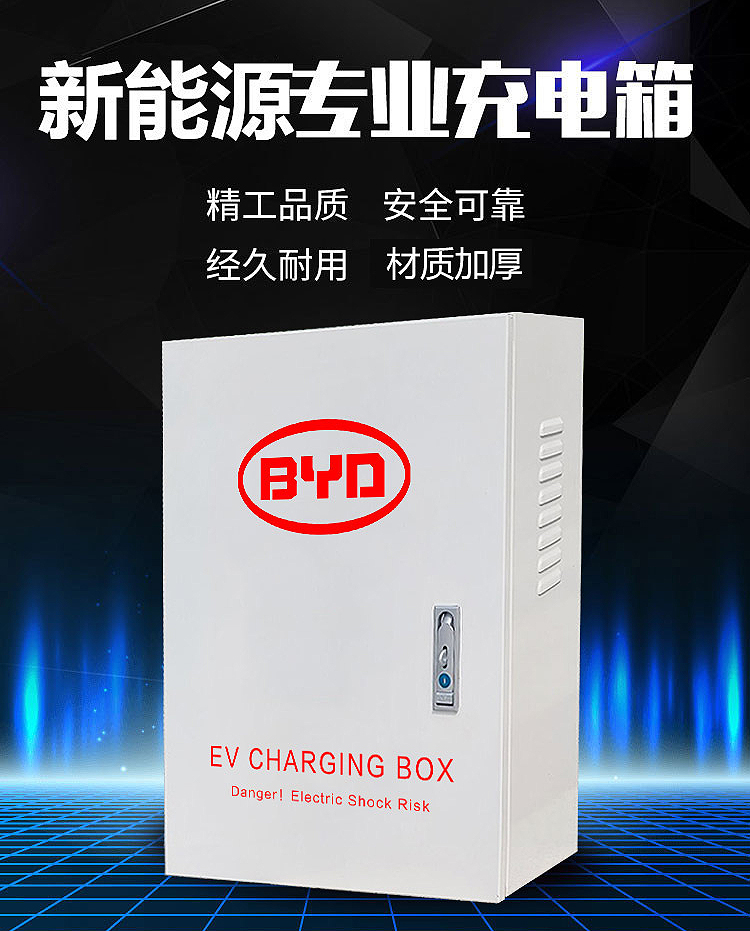 新能源专业充电箱
精工品质 安全可靠
经久耐用 材质加厚
BYD
EV CHARGING BOX
Danger! Electric Shock Risk